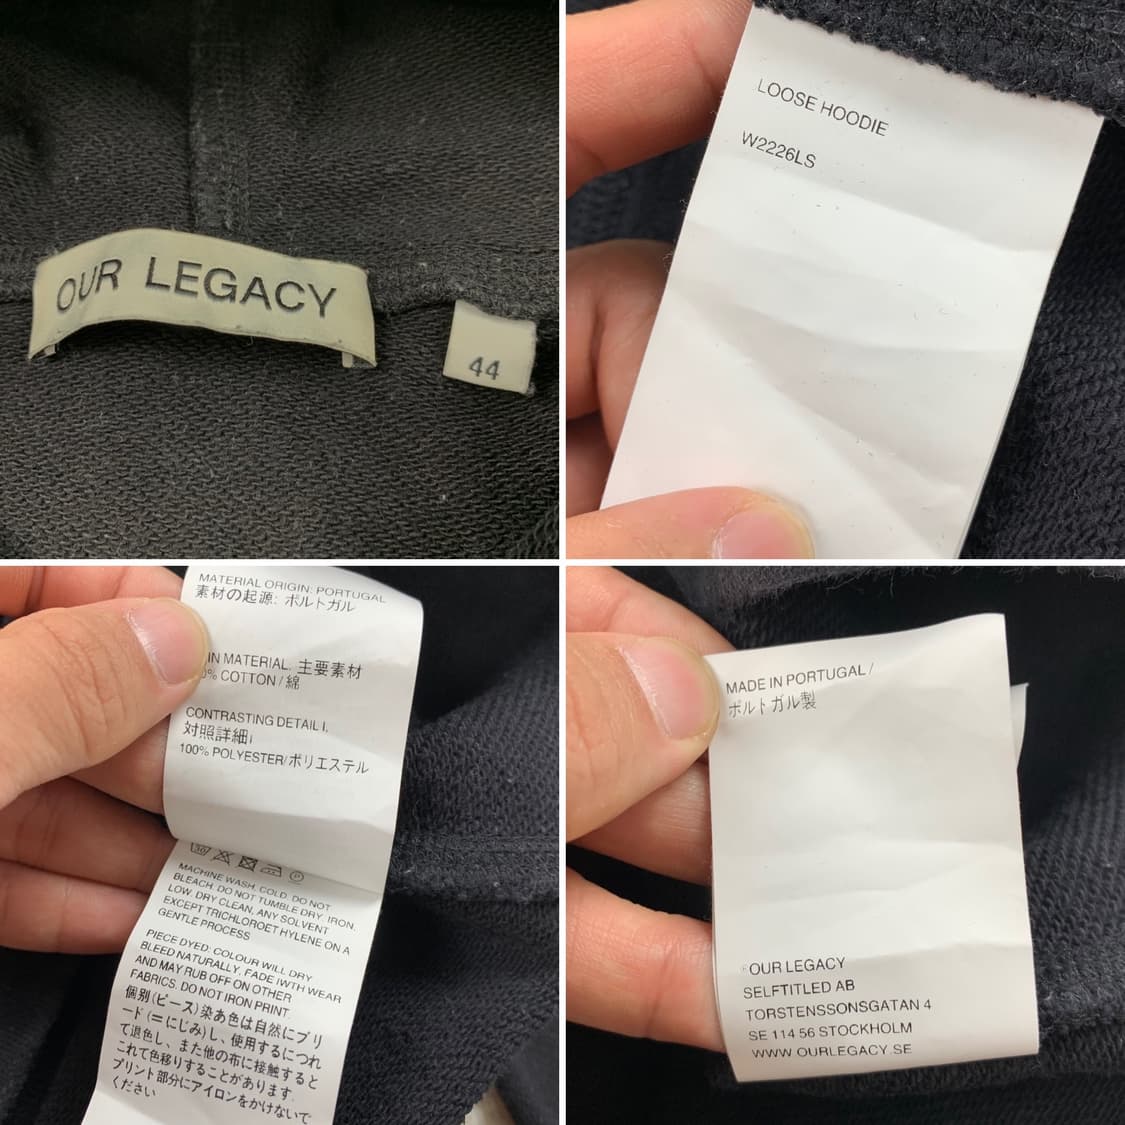 OUR LEGACY
44
LOOSE HOODIE
W2226LS
MATERIAL ORIGIN: PORTUGAL
素材の起源: ポルトガル
IN MATERIAL, 主要素材
0% COTTON / 綿
CONTRASTING DETAIL I,
対照詳細I
100% POLYESTER/ポリエステル
30
P
MACHINE WASH, COLD. DO NOT
BLEACH. DO NOT TUMBLE DRY. IRON,
LOW. DRY CLEAN, ANY SOLVENT
EXCEPT TRICHLOROET HYLENE ON A
GENTLE PROCESS
PIECE DYED: COLOUR WILL DRY
BLEED NATURALLY, FADE IWTH WEAR
AND MAY RUB OFF ON OTHER
FABRICS. DO NOT IRON PRINT.
個別(ピース)染あ色は自然にブリ
ード(=にじみ)し、使用するにつれ
て退色し、また他の布に接触すると
これて色移りすることがあります.
プリント部分にアイロンをかけないで
ください
MADE IN PORTUGAL /
ポルトガル製
OUR LEGACY
SELFTITLED AB
TORSTENSSONSGATAN 4
SE 114 56 STOCKHOLM
WWW.OURLEGACY.SE